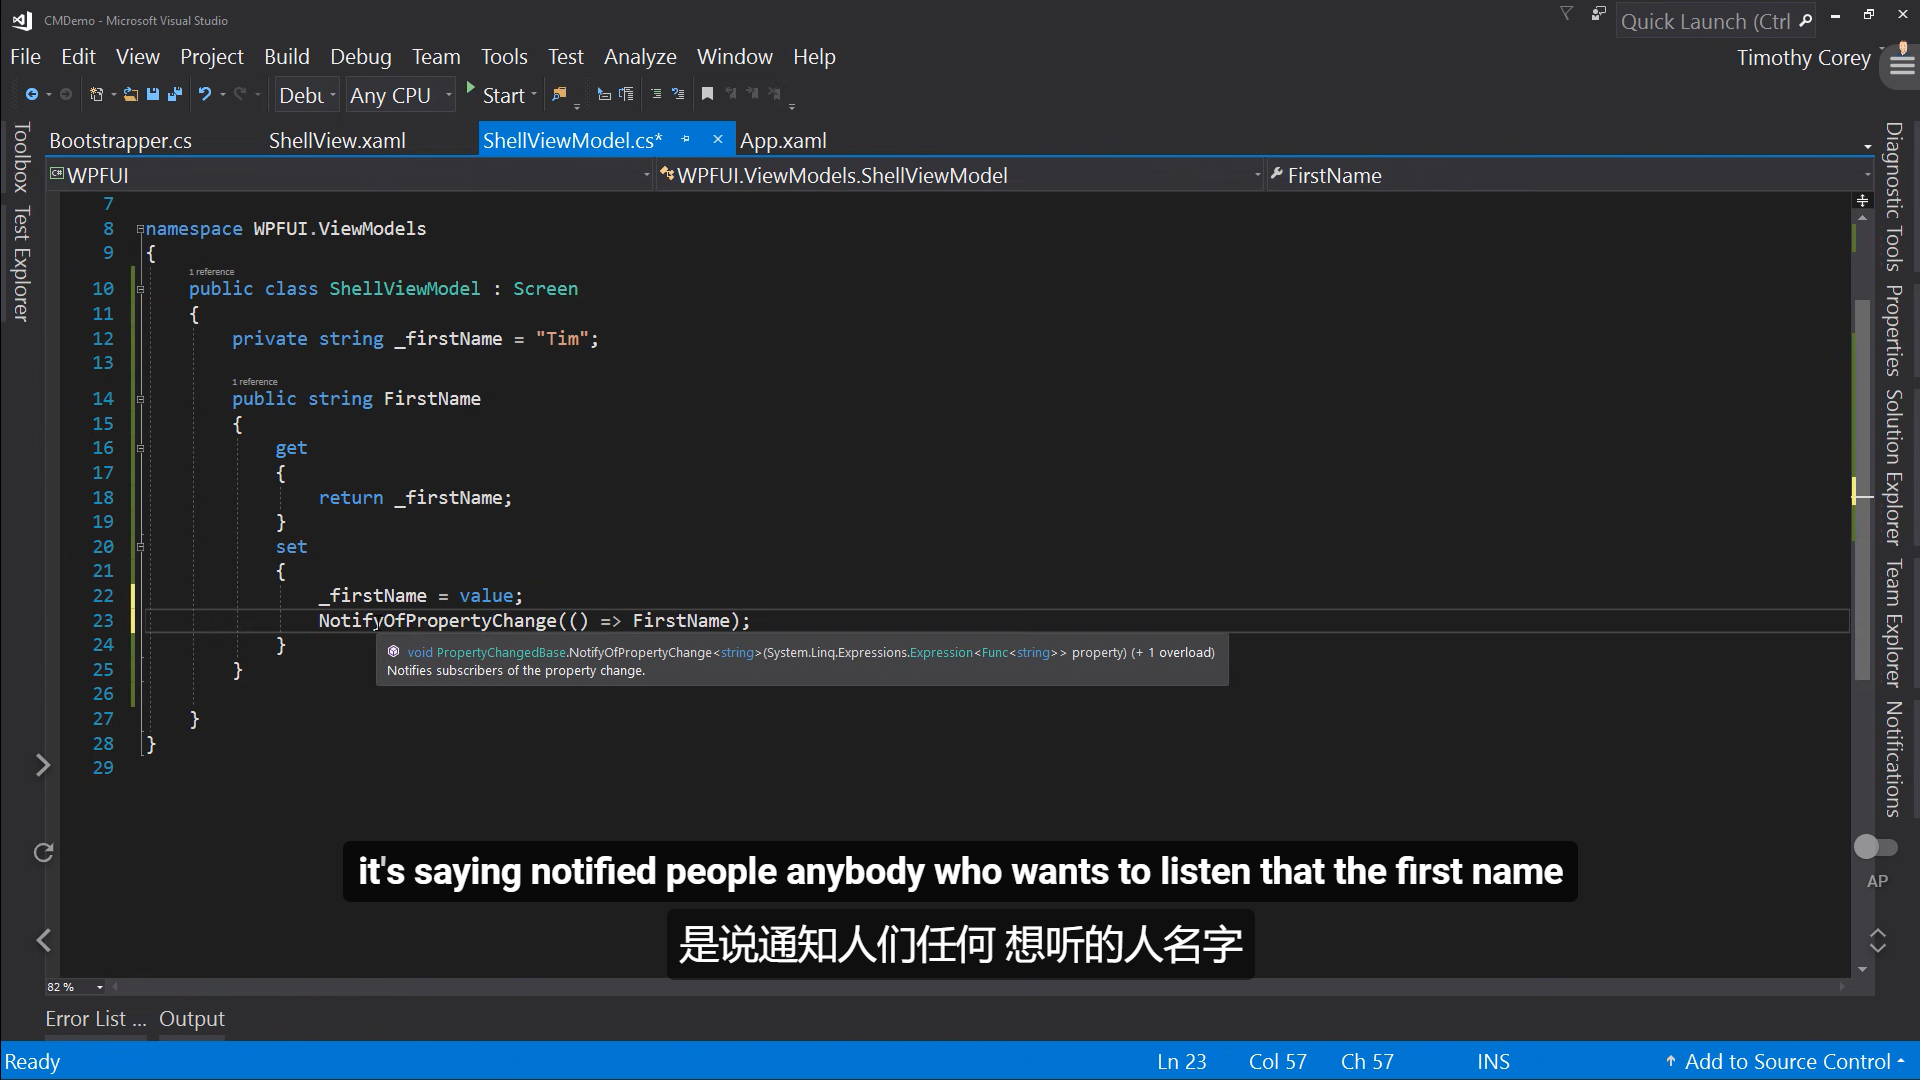 CMDemo - Microsoft Visual Studio
Quick Launch (Ctrl
File Edit View Project Build Debug Team Tools Test Analyze Window Help
Timothy Corey
Debu Any CPU Start
Toolbox
Test Explorer
Bootstrapper.cs ShellView.xaml ShellViewModel.cs* App.xaml
WPFUI WPFUI.ViewModels.ShellViewModel FirstName
7
8 namespace WPFUI.ViewModels
9 {
1 reference
10 public class ShellViewModel : Screen
11 {
12 private string _firstName = "Tim";
13
1 reference
14 public string FirstName
15 {
16 get
17 {
18 return _firstName;
19 }
20 set
21 {
22 _firstName = value;
23 NotifyOfPropertyChange(() => FirstName);
24 }
void PropertyChangedBase.NotifyOfPropertyChange<string>(System.Linq.Expressions.Expression<Func<string>> property) (+ 1 overload)
Notifies subscribers of the property change.
25 }
26
27 }
28 }
29
Diagnostic Tools
Properties
Solution Explorer
Team Explorer
Notifications
AP
it's saying notified people anybody who wants to listen that the first name
是说通知人们任何 想听的人名字
82 %
Error List ... Output
Ready Ln 23 Col 57 Ch 57 INS Add to Source Control